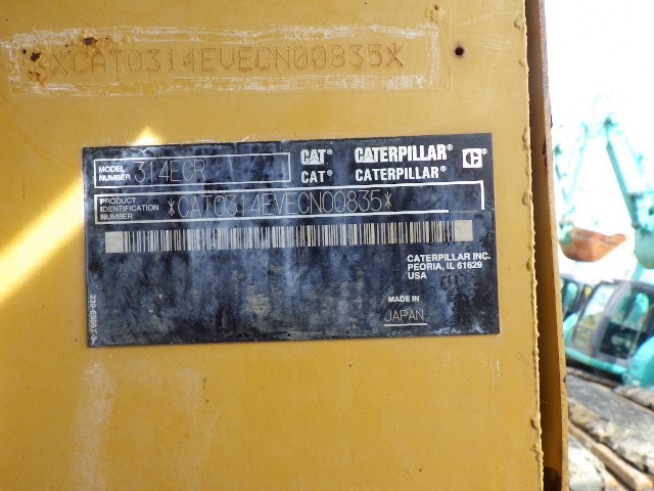 *CAT0314EVECN00835*
MODEL NUMBER 314ECR
CAT® CATERPILLAR®
CAT® CATERPILLAR®
PRODUCT IDENTIFICATION NUMBER *CAT0314EVECN00835*
CATERPILLAR INC.
PEORIA, IL 61629
USA
MADE IN
JAPAN